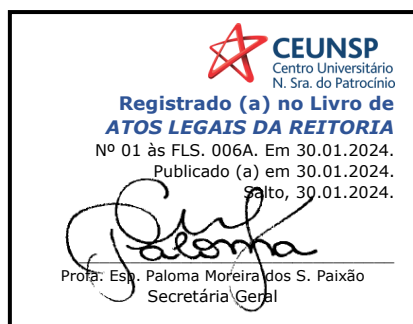 CEUNSP
Centro Universitário
N. Sra. do Patrocínio
Registrado (a) no Livro de
ATOS LEGAIS DA REITORIA
Nº 01 às FLS. 006A. Em 30.01.2024.
Publicado (a) em 30.01.2024.
Salto, 30.01.2024.
Paloma
Profa. Esp. Paloma Moreira dos S. Paixão
Secretária Geral